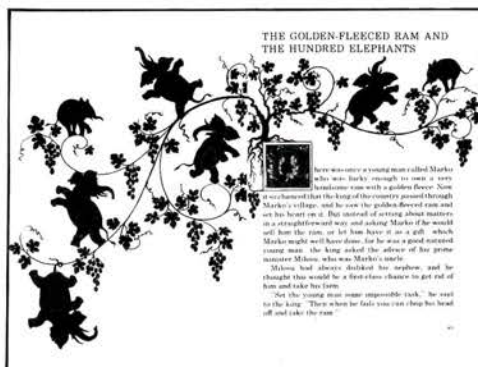 THE GOLDEN-FLEECED RAM AND
THE HUNDRED ELEPHANTS
There was once a young man called Marko
who was lucky enough to own a very
handsome ram with a golden fleece. Now
it so chanced that the king of the country passed through
Marko's village, and he saw the golden-fleeced ram and
set his heart on it. But instead of setting about matters
in a straightforward way and asking Marko if he would
sell him the ram, or let him have it as a gift which
Marko might well have done, for he was a good-natured
young man the king asked the advice of his prime
minister Milosu, who was Marko's uncle.
Milosu had always disliked his nephew, and he
thought this would be a first-class chance to get rid of
him and take his farm.
"Set the young man some impossible task," he said
to the king. "Then when he fails you can chop his head
off and take the ram."